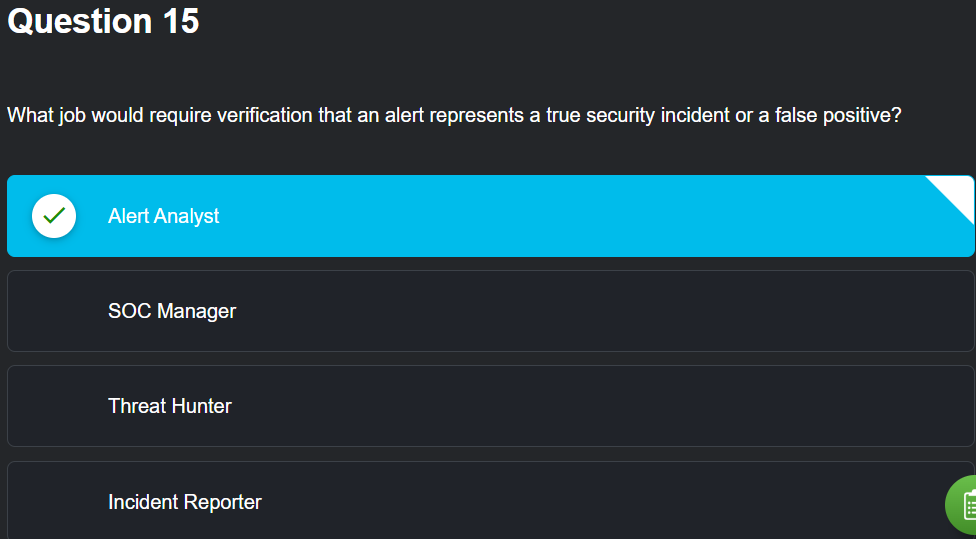 Question 15
What job would require verification that an alert represents a true security incident or a false positive?
Alert Analyst
SOC Manager
Threat Hunter
Incident Reporter